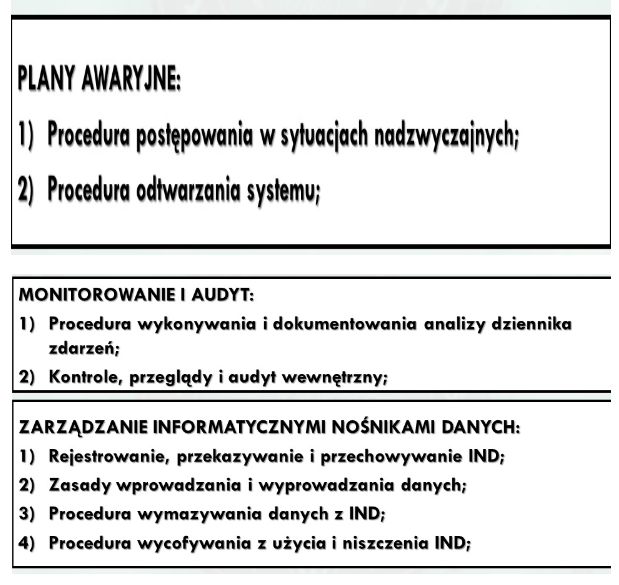 PLANY AWARYJNE:
1) Procedura postępowania w sytuacjach nadzwyczajnych;
2) Procedura odtwarzania systemu;
MONITOROWANIE I AUDYT:
1) Procedura wykonywania i dokumentowania analizy dziennika
zdarzeń;
2) Kontrole, przeglądy i audyt wewnętrzny;
ZARZĄDZANIE INFORMATYCZNYMI NOŚNIKAMI DANYCH:
1) Rejestrowanie, przekazywanie i przechowywanie IND;
2) Zasady wprowadzania i wyprowadzania danych;
3) Procedura wymazywania danych z IND;
4) Procedura wycofywania z użycia i niszczenia IND;